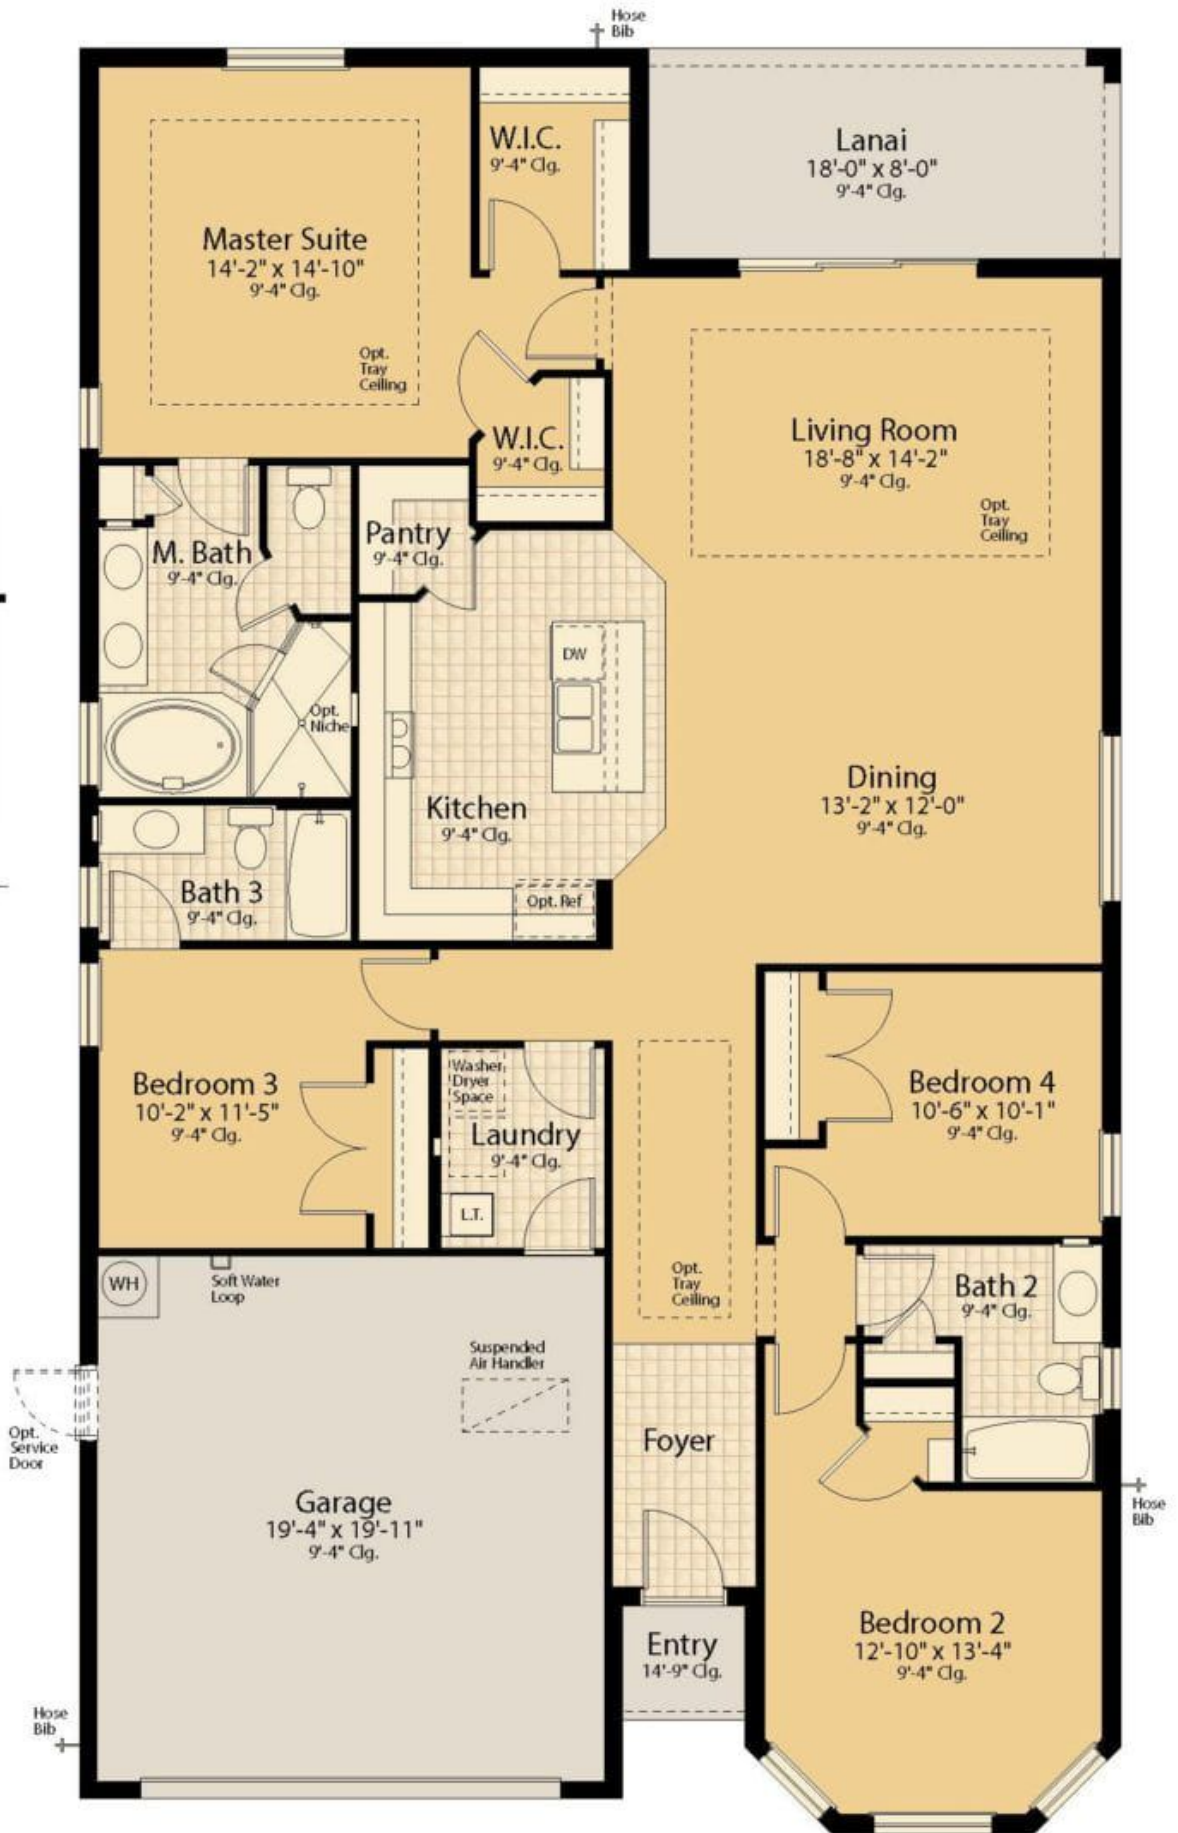 Hose
Bib
W.I.C.
9'-4" Clg.
Lanai
18'-0" x 8'-0"
9'-4" Clg.
Master Suite
14'-2" x 14'-10"
9'-4" Clg.
Opt.
Tray
Ceiling
W.I.C.
9'-4" Clg.
Living Room
18'-8" x 14'-2"
9'-4" Clg.
Opt.
Tray
Ceiling
Pantry
9'-4" Clg.
M. Bath
9'-4" Clg.
DW
Opt.
Niche
Kitchen
9'-4" Clg.
Dining
13'-2" x 12'-0"
9'-4" Clg.
Bath 3
9'-4" Clg.
Opt. Ref
Bedroom 3
10'-2" x 11'-5"
9'-4" Clg.
Washer
Dryer
Space
Laundry
9'-4" Clg.
L.T.
Bedroom 4
10'-6" x 10'-1"
9'-4" Clg.
WH
Soft Water
Loop
Opt.
Tray
Ceiling
Bath 2
9'-4" Clg.
Suspended
Air Handler
Opt.
Service
Door
Foyer
Garage
19'-4" x 19'-11"
9'-4" Clg.
Hose
Bib
Entry
14'-9" Clg.
Bedroom 2
12'-10" x 13'-4"
9'-4" Clg.
Hose
Bib